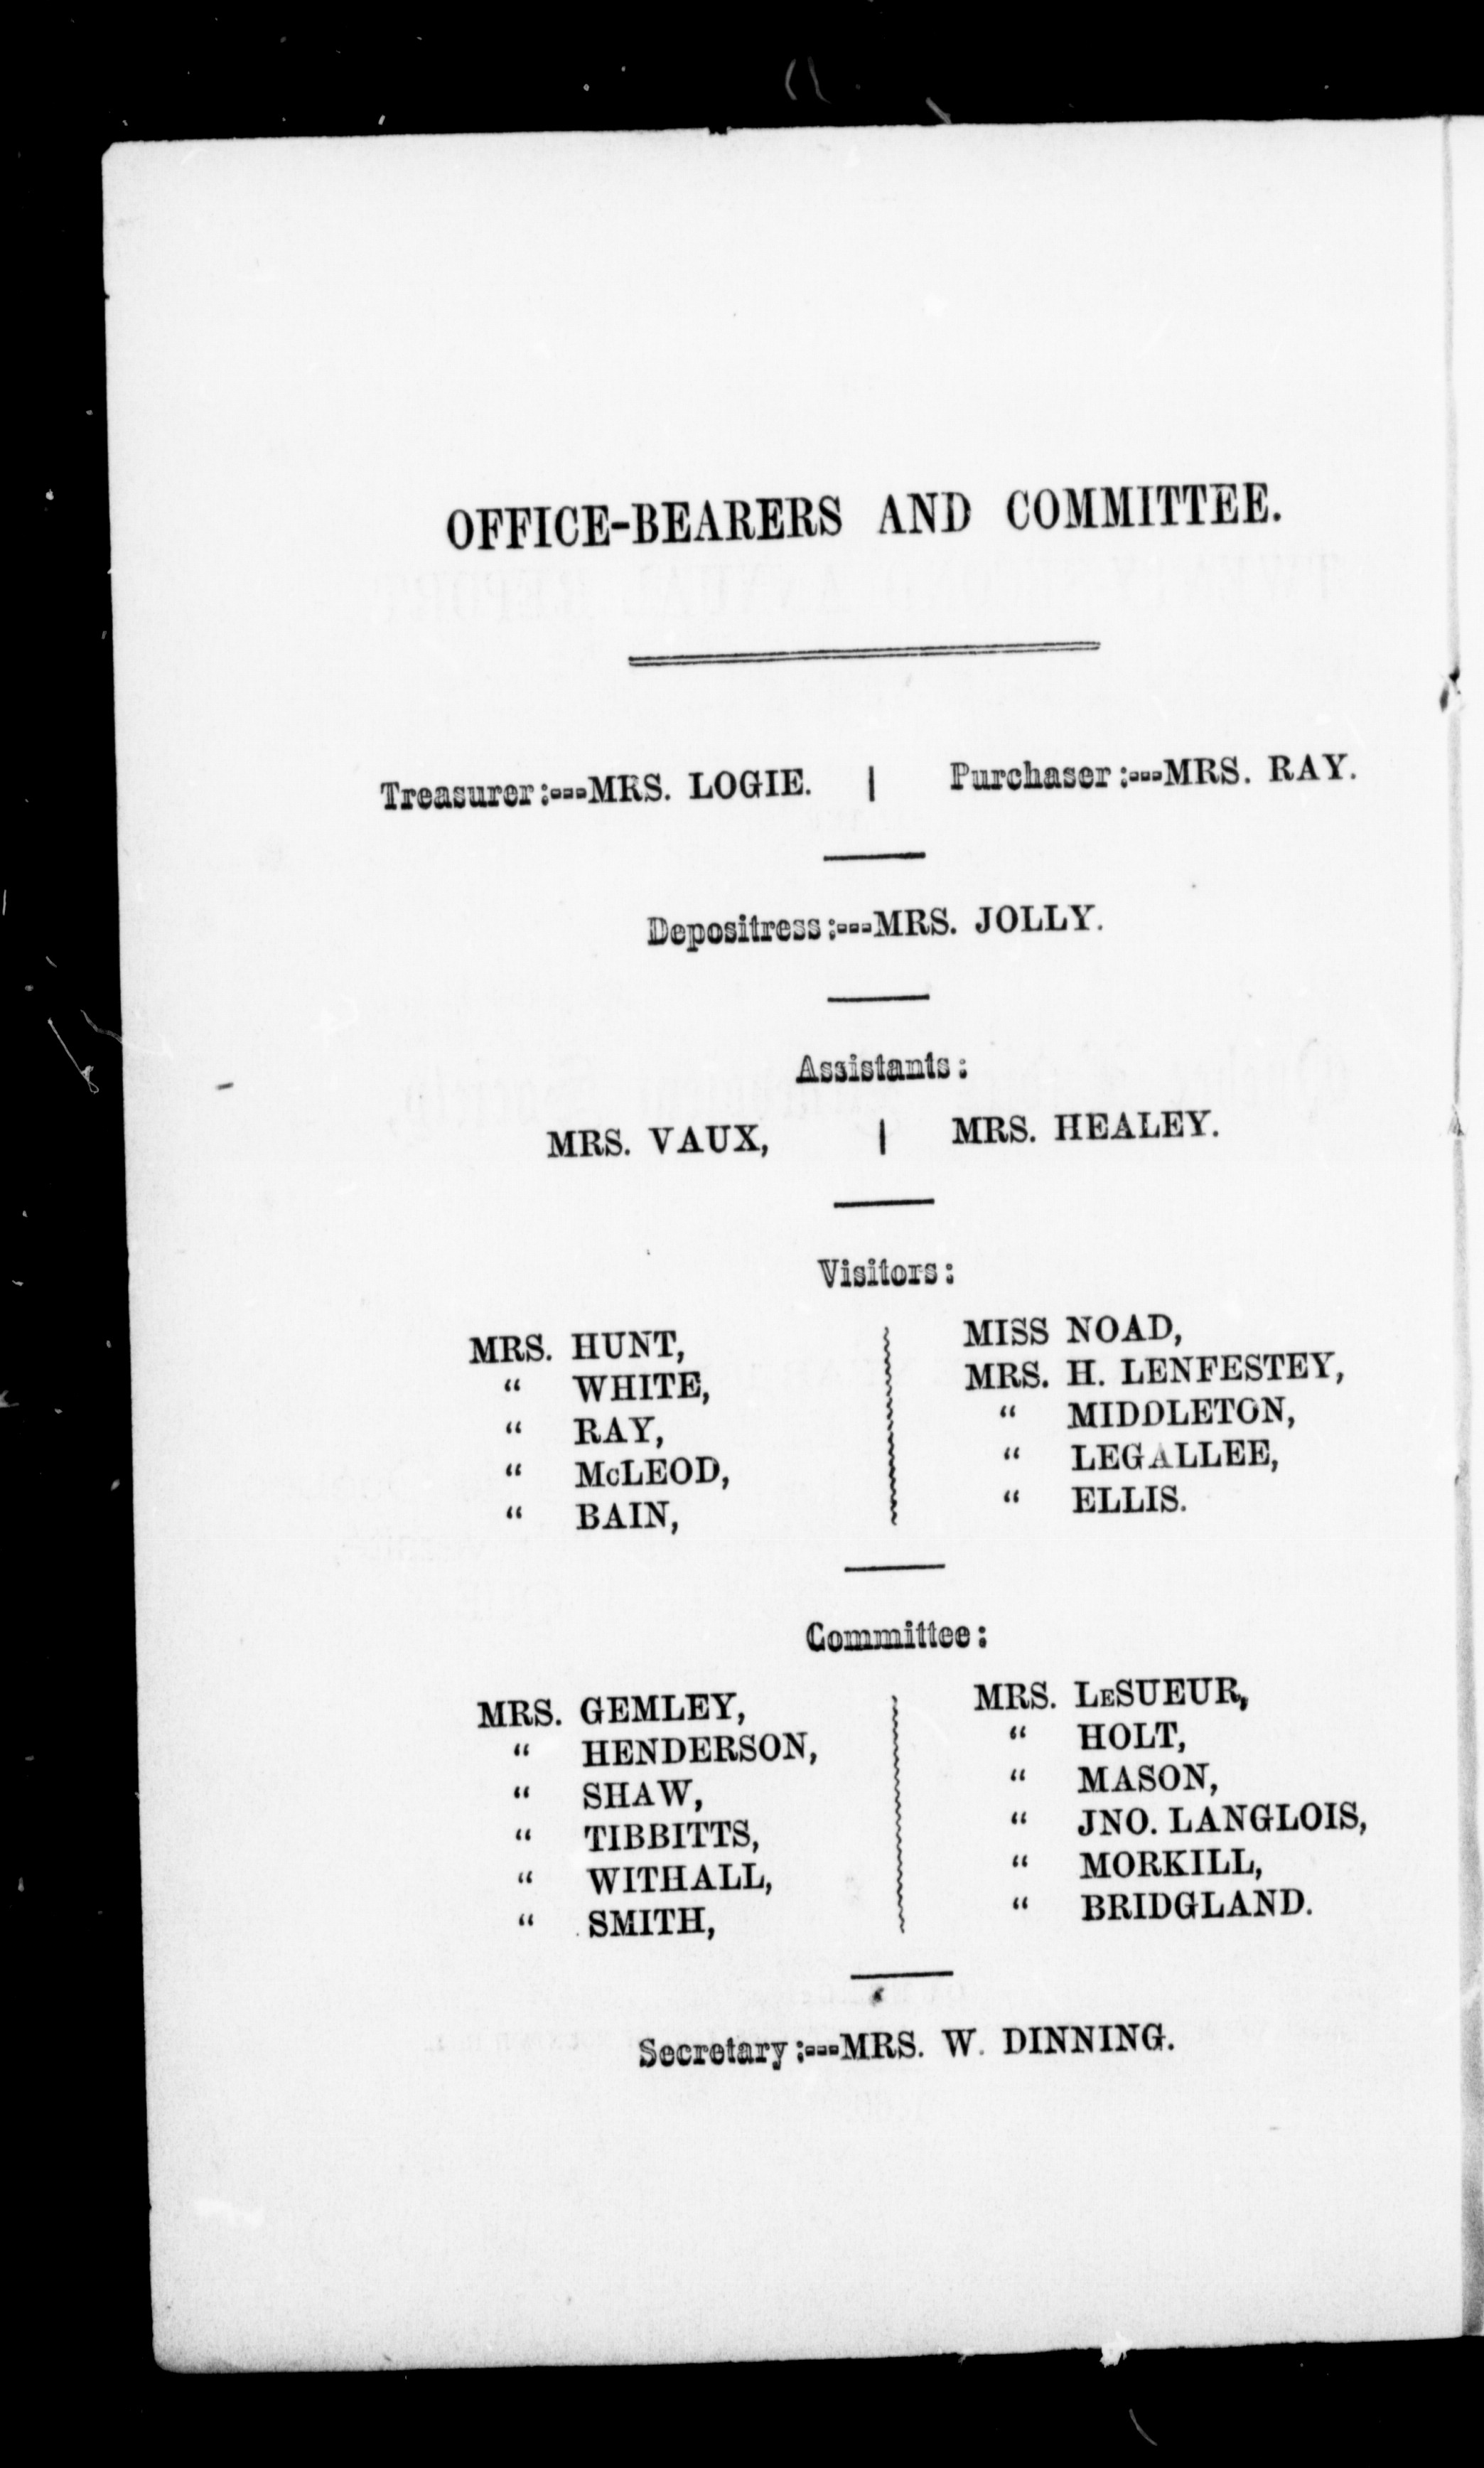 OFFICE-BEARERS AND COMMITTEE.
Treasurer:---MRS. LOGIE. | Purchaser:---MRS. RAY.
Depositress:---MRS. JOLLY.
Assistants:
MRS. VAUX, | MRS. HEALEY.
Visitors:
MRS. HUNT,
“ WHITE,
“ RAY,
“ McLEOD,
“ BAIN,
MISS NOAD,
MRS. H. LENFESTEY,
“ MIDDLETON,
“ LEGALLEE,
“ ELLIS.
Committee:
MRS. GEMLEY,
“ HENDERSON,
“ SHAW,
“ TIBBITTS,
“ WITHALL,
“ SMITH,
MRS. LeSUEUR,
“ HOLT,
“ MASON,
“ JNO. LANGLOIS,
“ MORKILL,
“ BRIDGLAND.
Secretary:---MRS. W. DINNING.